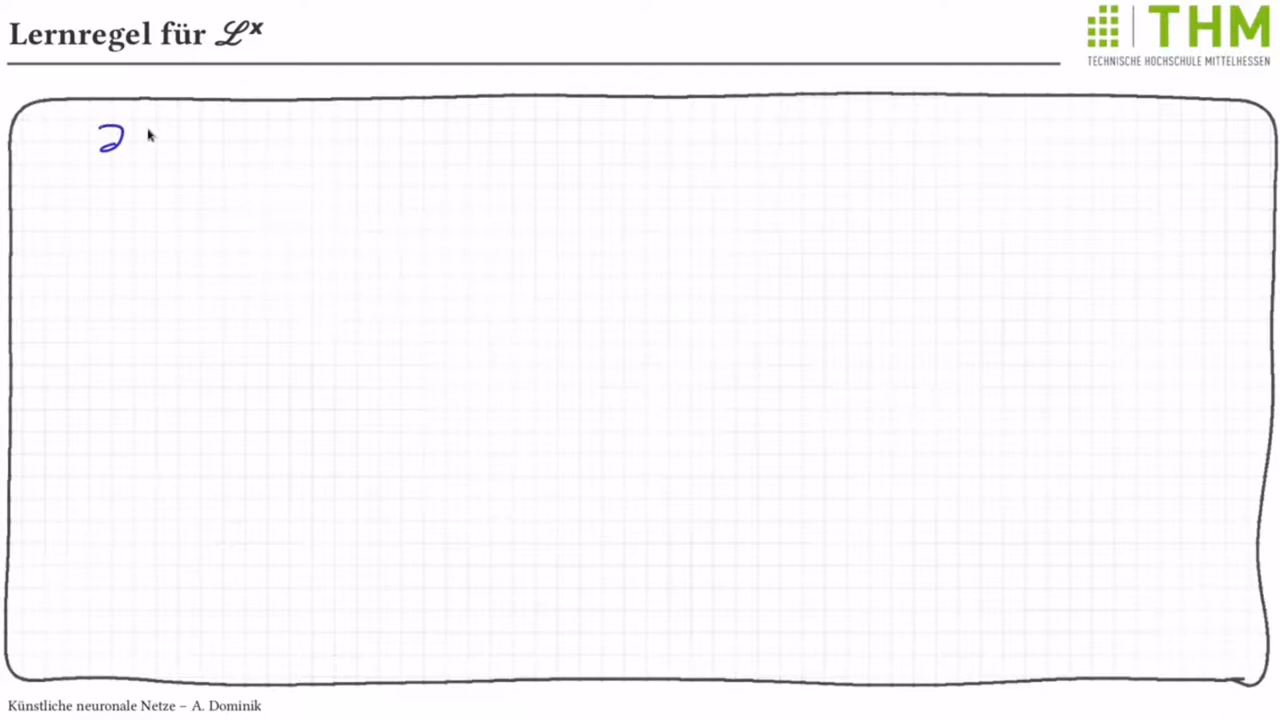 Lernregel für ℒˣ
THM
TECHNISCHE HOCHSCHULE MITTELHESSEN
∂
Künstliche neuronale Netze – A. Dominik